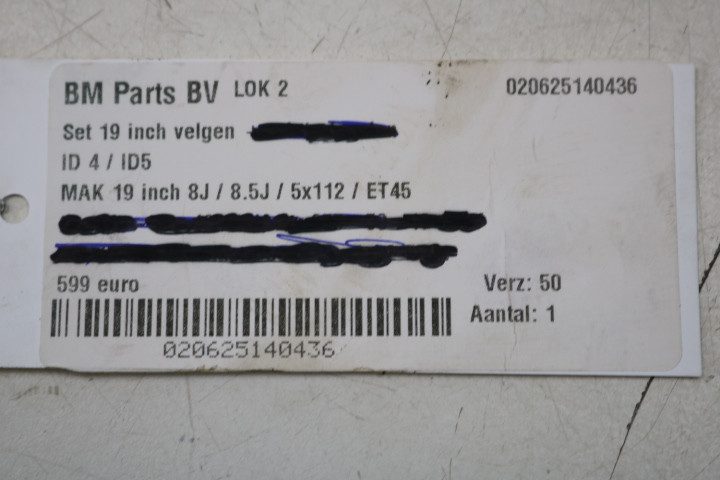 BM Parts BV LOK 2 020625140436
Set 19 inch velgen
ID 4 / ID5
MAK 19 inch 8J / 8.5J / 5x112 / ET45
599 euro Verz: 50
Aantal: 1
020625140436